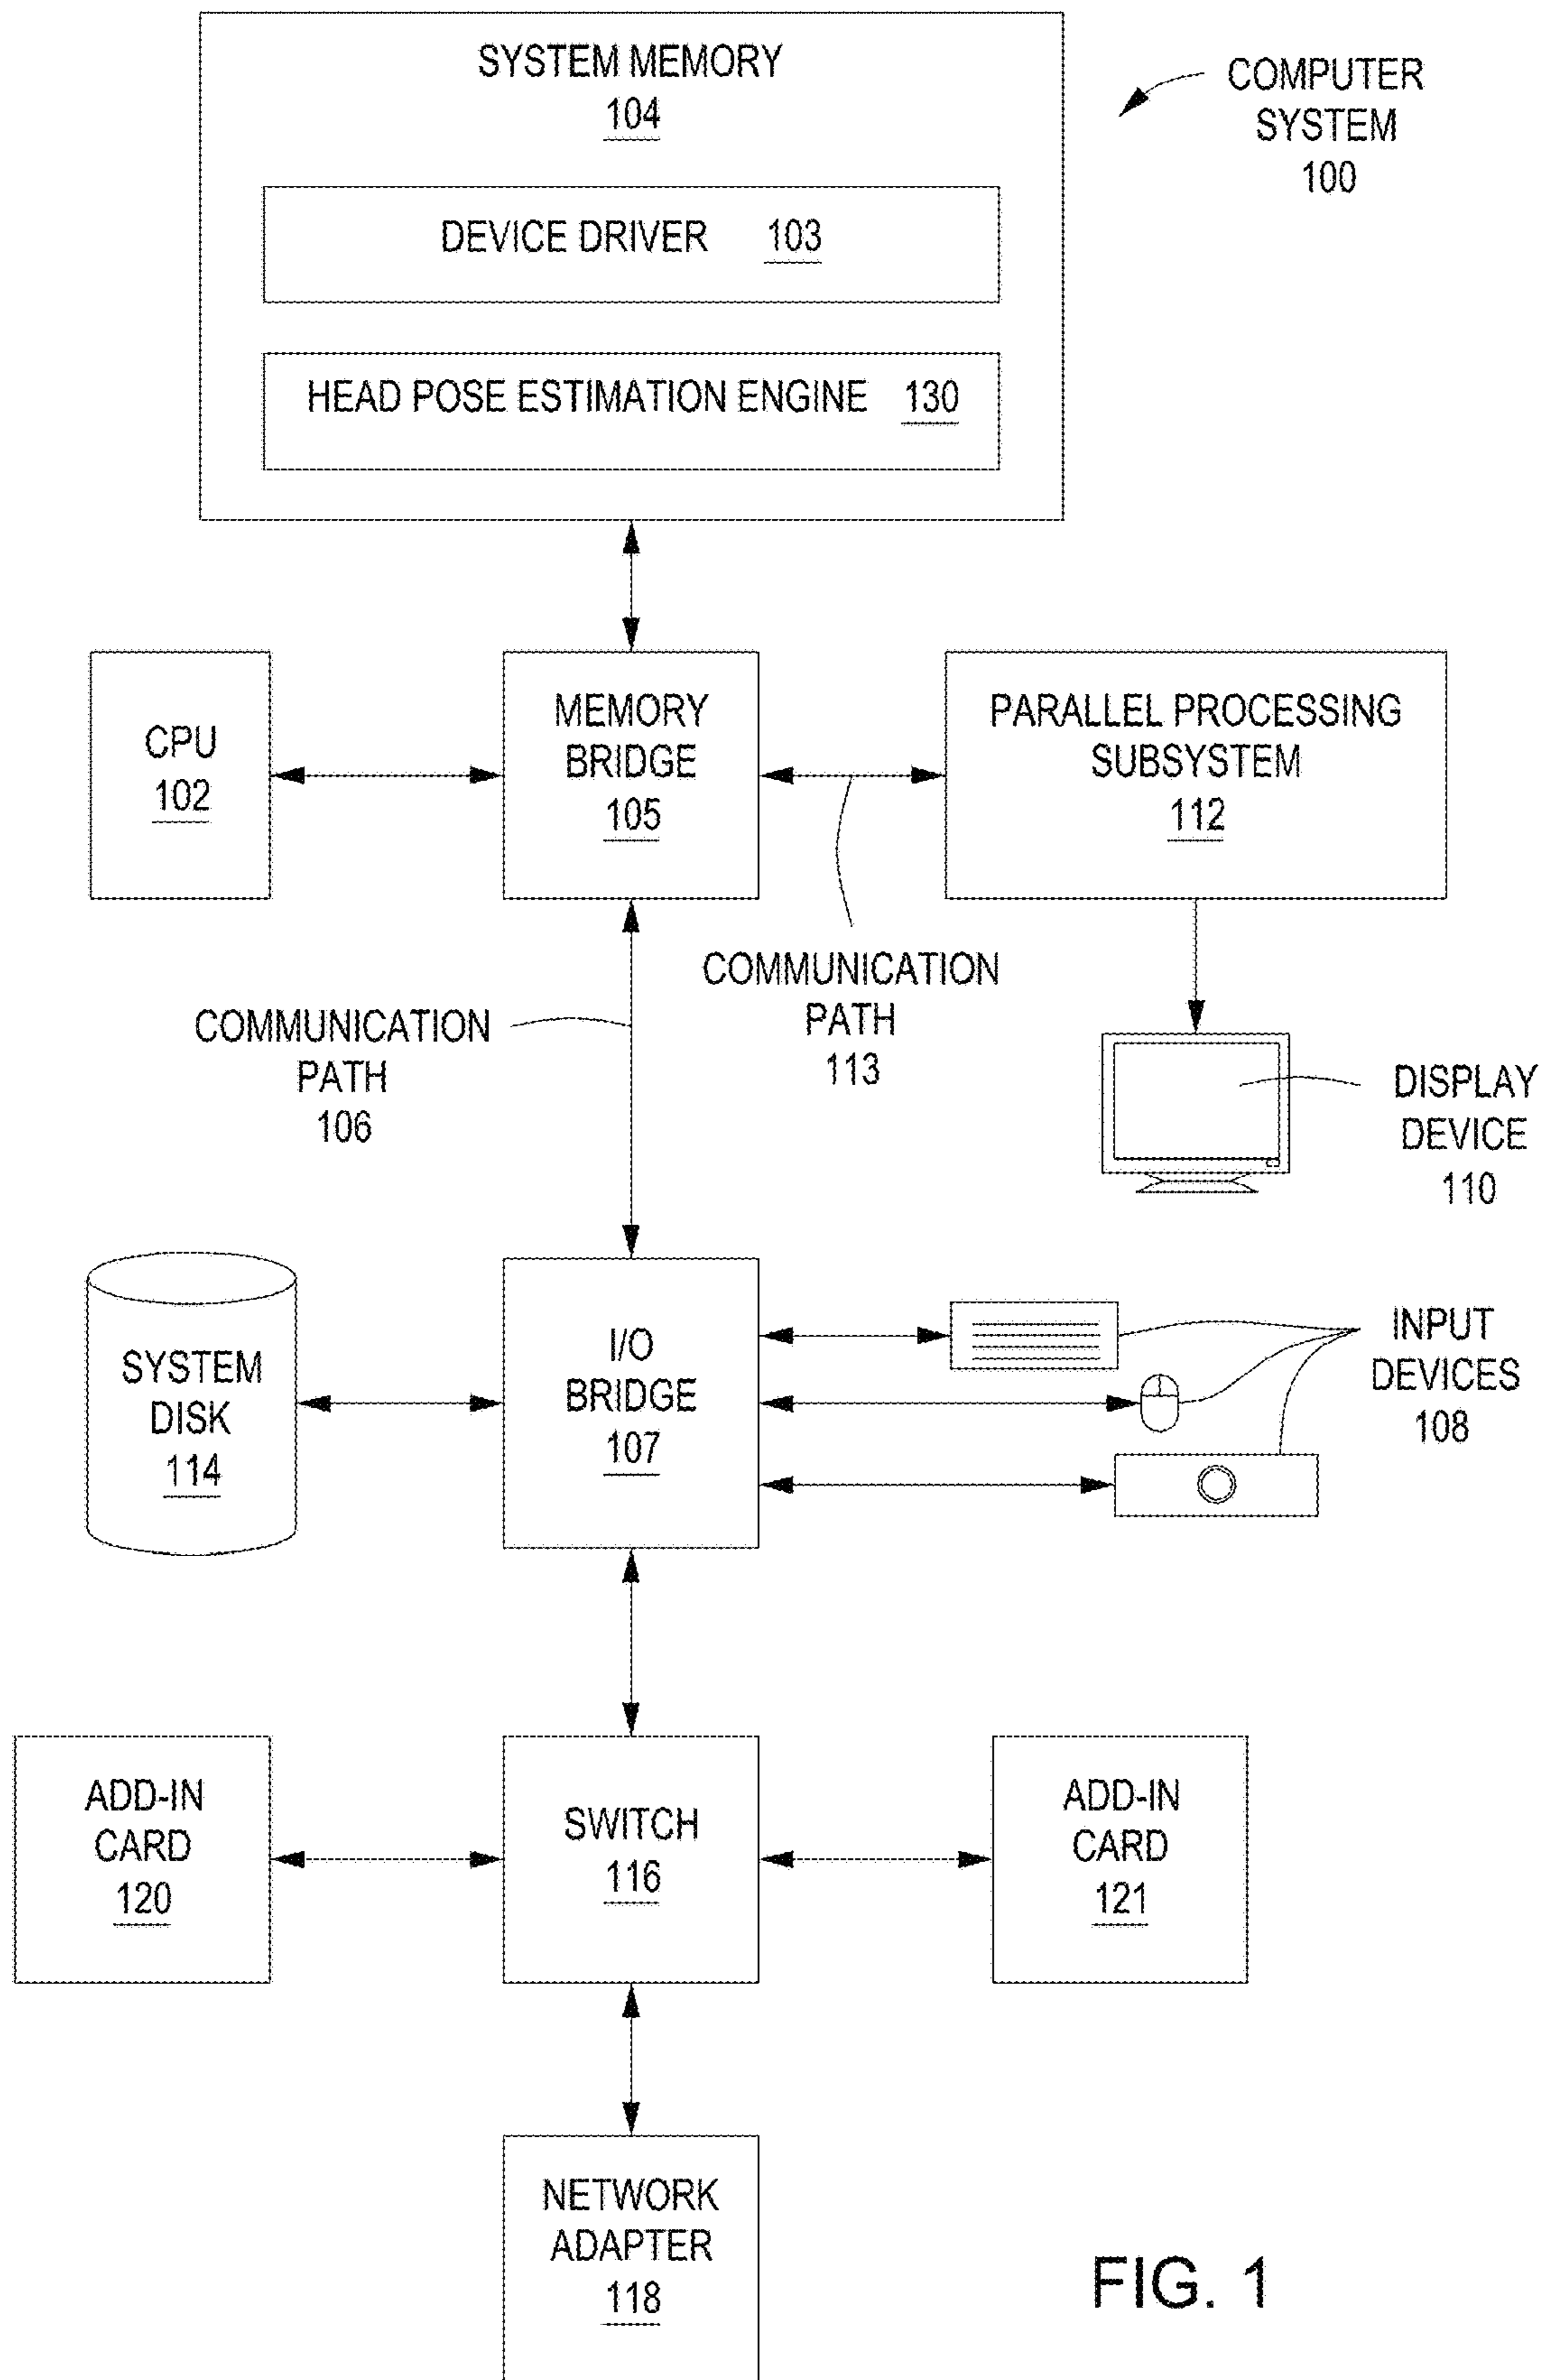 SYSTEM MEMORY
104
COMPUTER
SYSTEM
100
DEVICE DRIVER 103
HEAD POSE ESTIMATION ENGINE 130
CPU
102
MEMORY
BRIDGE
105
PARALLEL PROCESSING
SUBSYSTEM
112
COMMUNICATION
PATH
113
COMMUNICATION
PATH
106
DISPLAY
DEVICE
110
SYSTEM
DISK
114
I/O
BRIDGE
107
INPUT
DEVICES
108
ADD-IN
CARD
120
SWITCH
116
ADD-IN
CARD
121
NETWORK
ADAPTER
118
FIG. 1